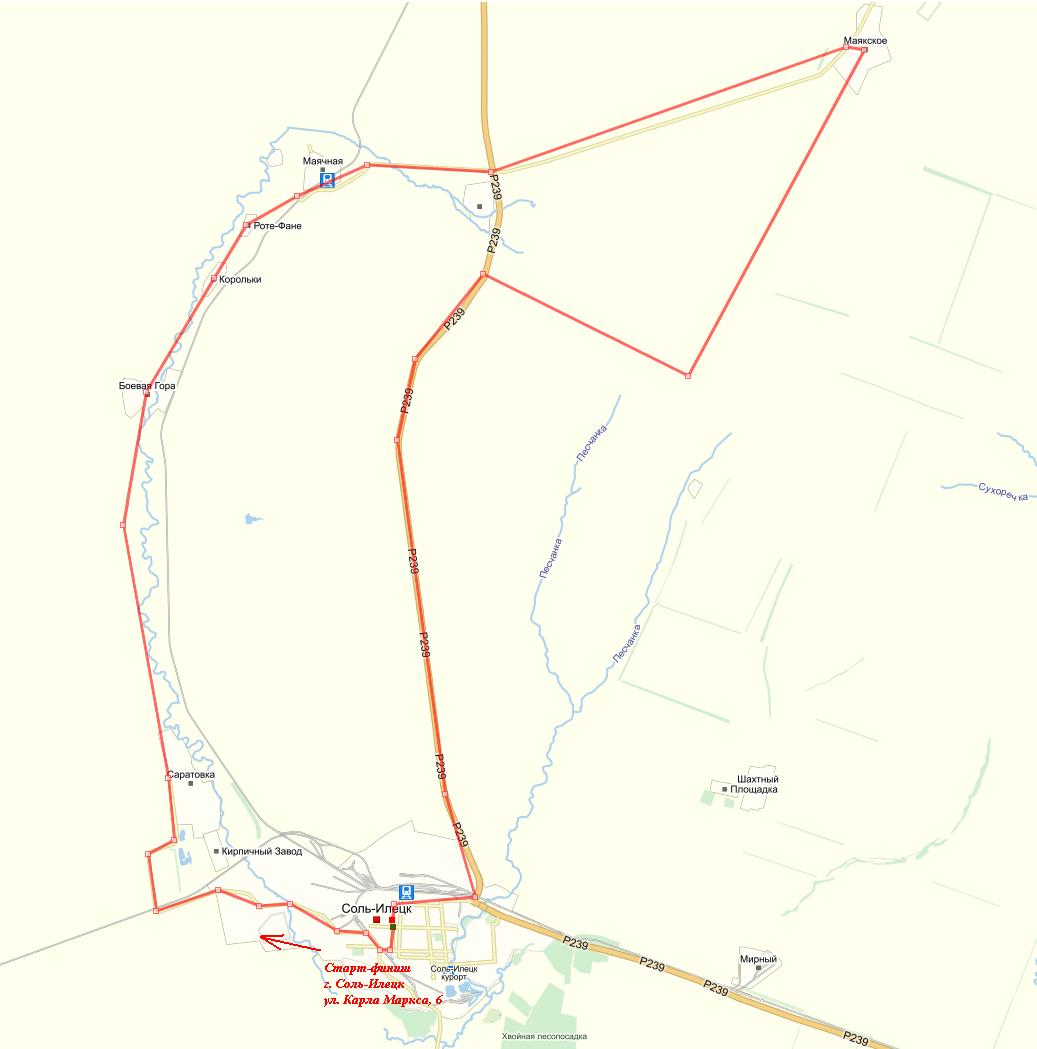 Маякское
Маячная
Р239
Роте-Фане
Р239
Корольки
Р239
Боевая Гора
Р239
Песчанка
Сухоречка
Р239
Песчанка
Р239
Песчанка
Р239
Саратовка
Шахтный
Площадка
Р239
Кирпичный Завод
Соль-Илецк
Р239
Р239
Мирный
Старт-финиш
г. Соль-Илецк
ул. Карла Маркса, 6
Соль-Илецк
курорт
Р239
Хвойная лесопосадка
Р239